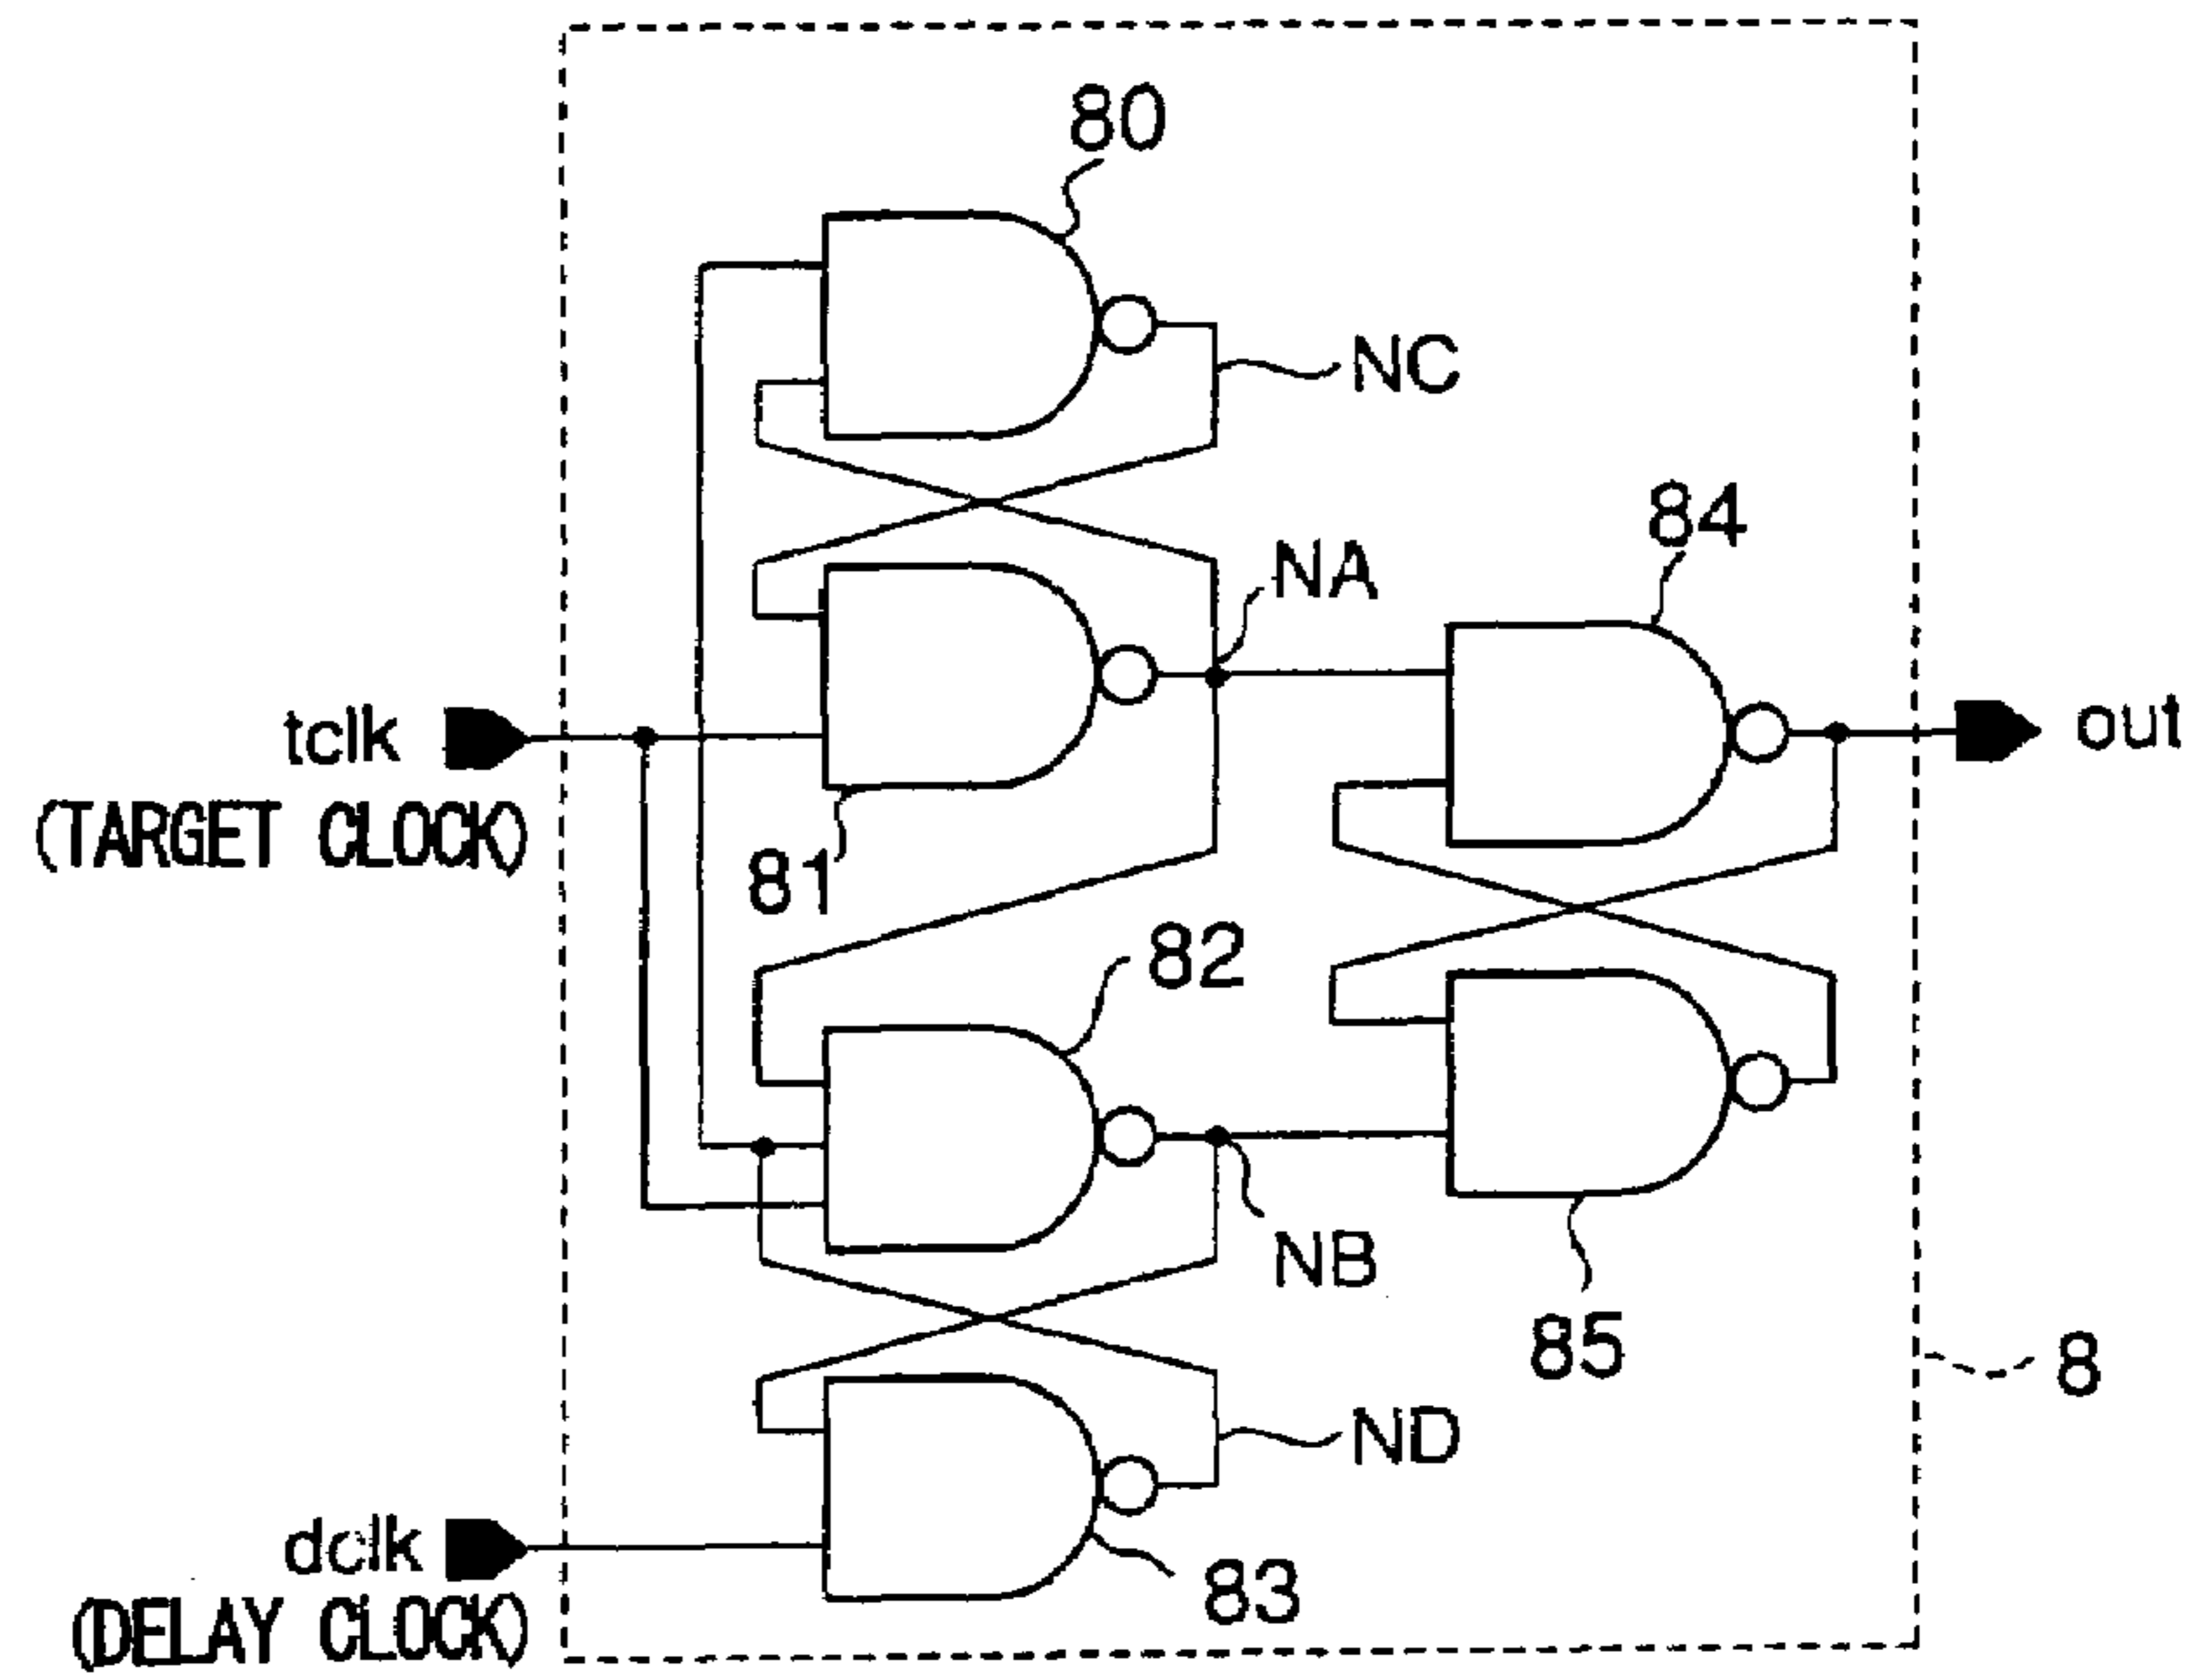 80
NC
84
NA
tclk
out
(TARGET CLOCK)
81
82
NB
85
8
ND
dclk
83
(DELAY CLOCK)